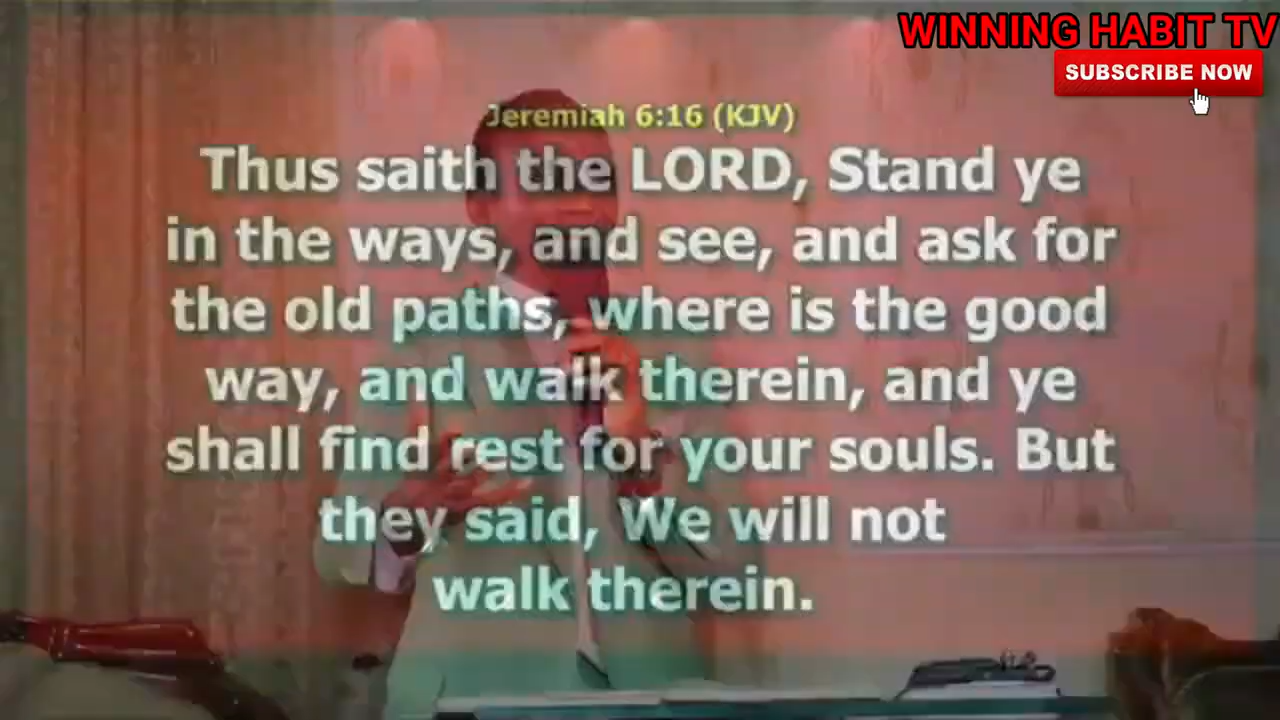 WINNING HABIT TV
SUBSCRIBE NOW
Jeremiah 6:16 (KJV)
Thus saith the LORD, Stand ye
in the ways, and see, and ask for
the old paths, where is the good
way, and walk therein, and ye
shall find rest for your souls. But
they said, We will not
walk therein.